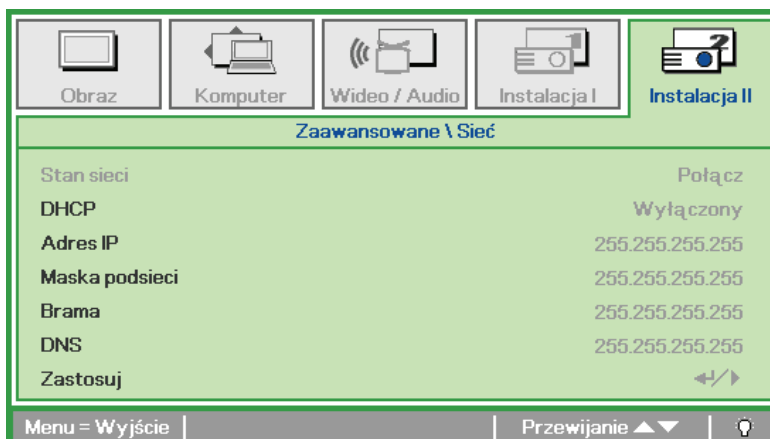 Obraz
Komputer
Wideo / Audio
Instalacja I
2
Instalacja II
Zaawansowane \ Sieć
Stan sieci Połącz
DHCP Wyłączony
Adres IP 255.255.255.255
Maska podsieci 255.255.255.255
Brama 255.255.255.255
DNS 255.255.255.255
Zastosuj
Menu = Wyjście Przewijanie